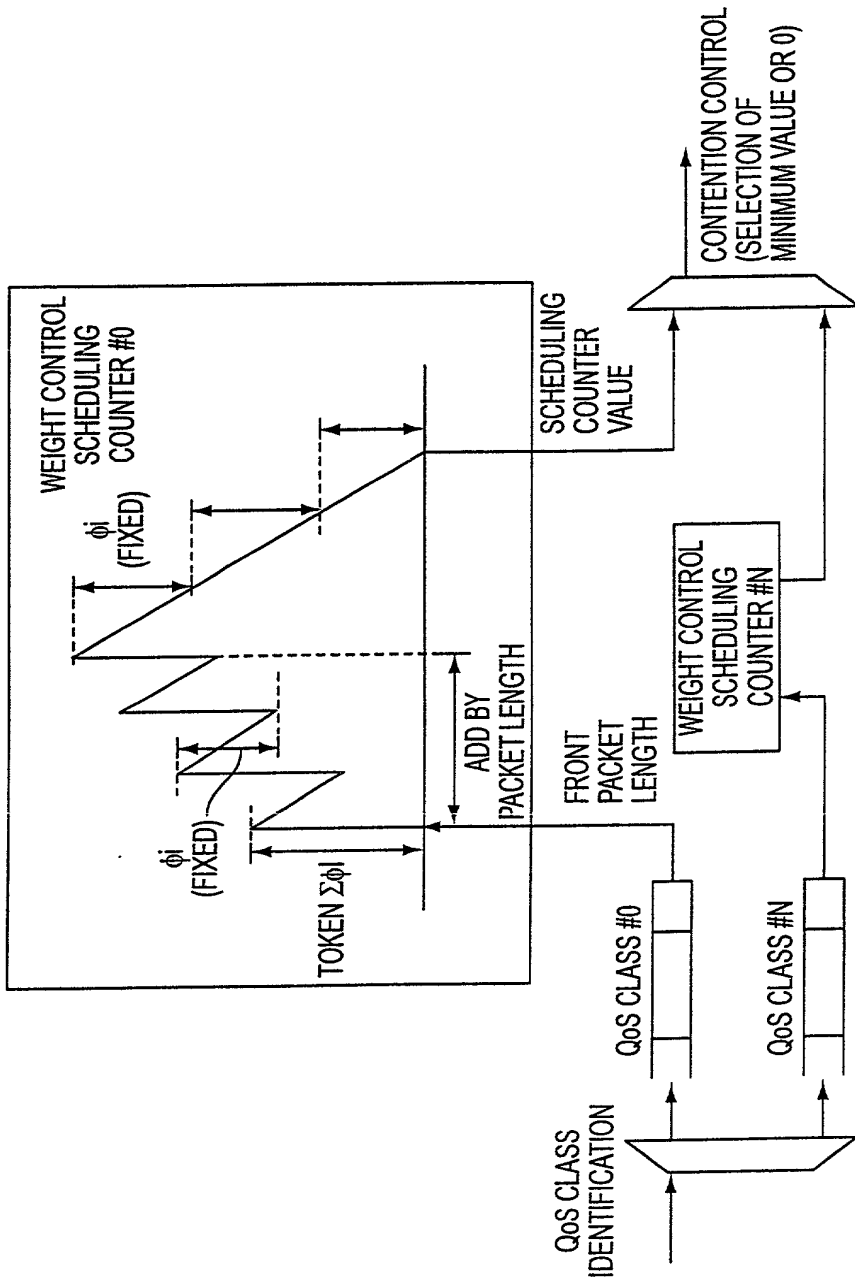 WEIGHT CONTROL
SCHEDULING
COUNTER #0
ϕi
(FIXED)
ϕi
(FIXED)
TOKEN ΣϕI
ADD BY
PACKET LENGTH
FRONT
PACKET
LENGTH
SCHEDULING
COUNTER
VALUE
QoS CLASS
IDENTIFICATION
QoS CLASS #0
QoS CLASS #N
WEIGHT CONTROL
SCHEDULING
COUNTER #N
CONTENTION CONTROL
(SELECTION OF
MINIMUM VALUE OR 0)